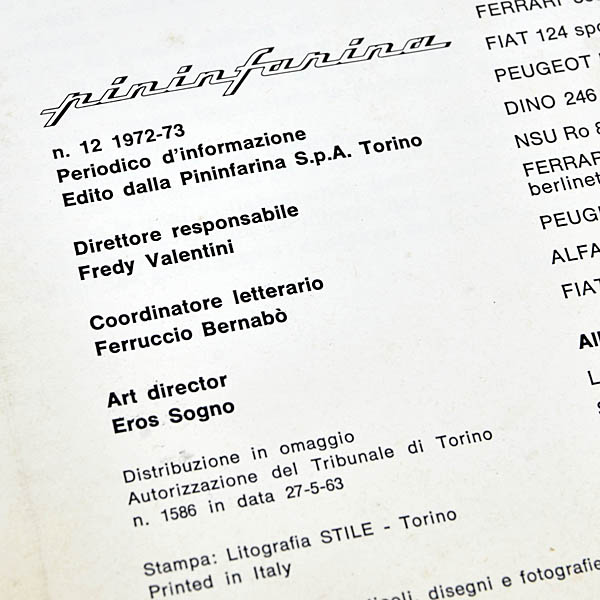 pininfarina
n. 12 1972-73
Periodico d'informazione
Edito dalla Pininfarina S.p.A. Torino
Direttore responsabile
Fredy Valentini
Coordinatore letterario
Ferruccio Bernabò
Art director
Eros Sogno
Distribuzione in omaggio
Autorizzazione del Tribunale di Torino
n. 1586 in data 27-5-63
Stampa: Litografia STILE - Torino
Printed in Italy
disegni e fotografie
FERRARI
FIAT 124
PEUGEOT
DINO 246
NSU Ro
FERRAR
berlinet
PEUG
ALFA
FIAT